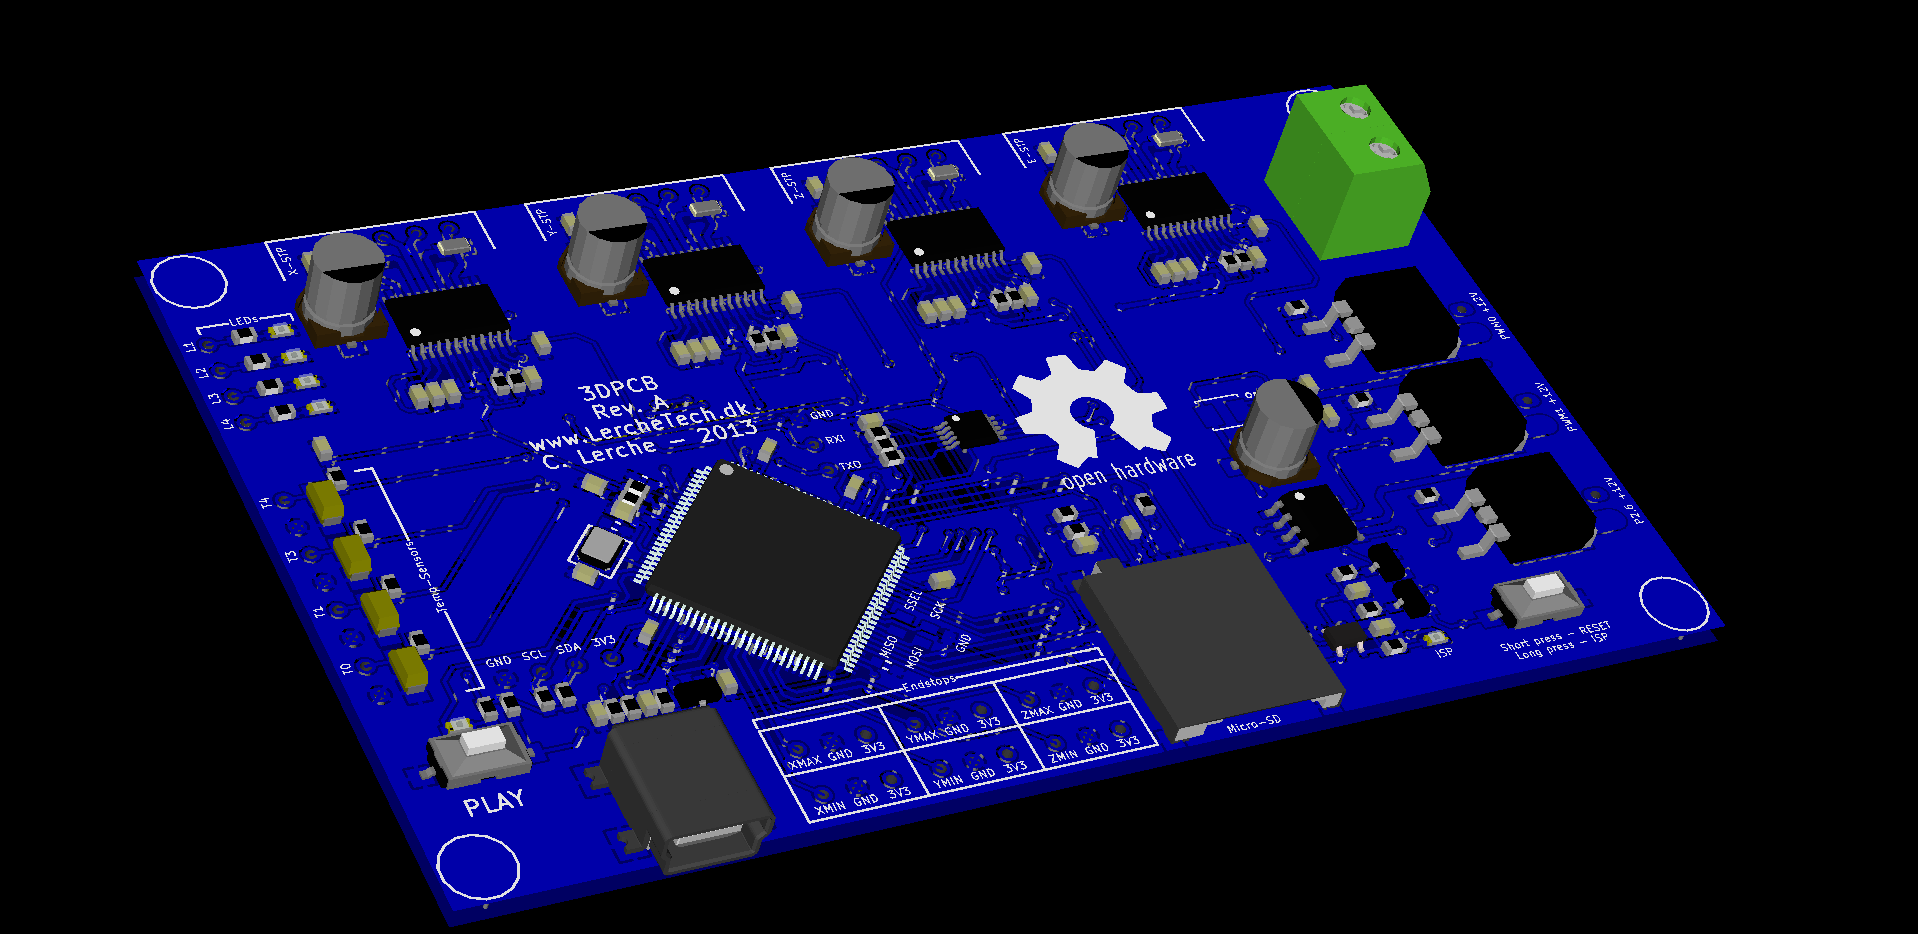 X-STP
Y-STP
Z-STP
E-STP
LEDs
L1
L2
L3
L4
3DPCB
Rev. A
www.LercheTech.dk
C. Lerche - 2013
GND
RXI
TXO
open hardware
PWM0 +12V
PWM1 +12V
P2.6 +12V
T4
T3
T2
T0
Temp-Sensors
GND SCL SDA 3V3
SSEL
SCK
MISO
MOSI
GND
Endstops
XMAX GND 3V3
YMAX GND 3V3
ZMAX GND 3V3
XMIN GND 3V3
YMIN GND 3V3
ZMIN GND 3V3
Micro-SD
ISP
Short press - RESET
Long press - ISP
PLAY